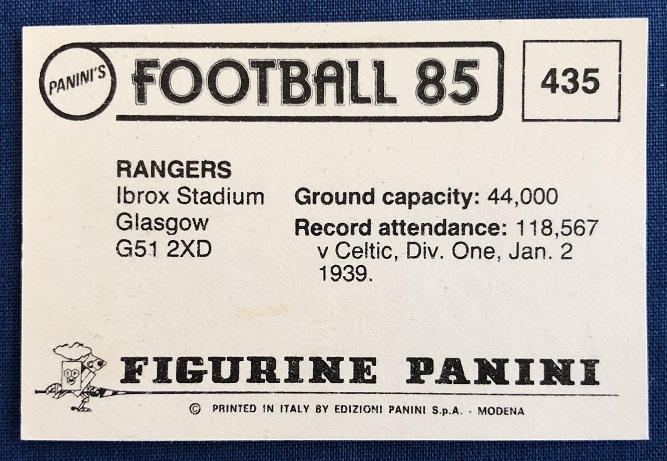 PANINI'S FOOTBALL 85 435
RANGERS
Ibrox Stadium
Glasgow
G51 2XD
Ground capacity: 44,000
Record attendance: 118,567
v Celtic, Div. One, Jan. 2
1939.
FIGURINE PANINI
© PRINTED IN ITALY BY EDIZIONI PANINI S.p.A. - MODENA